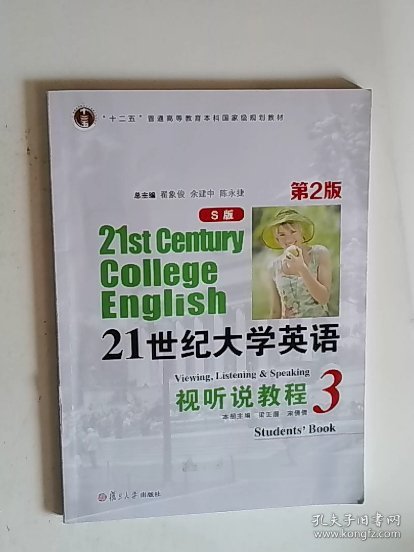 "十二五"普通高等教育本科国家级规划教材
总主编 翟象俊 余建中 陈永捷
第2版
S版
21st Century
College
English
21世纪大学英语
Viewing, Listening & Speaking
视听说教程 3
本册主编 梁正溜 宋倩倩
Students' Book
复旦大学出版社
孔夫子旧书网
www.kongfz.com